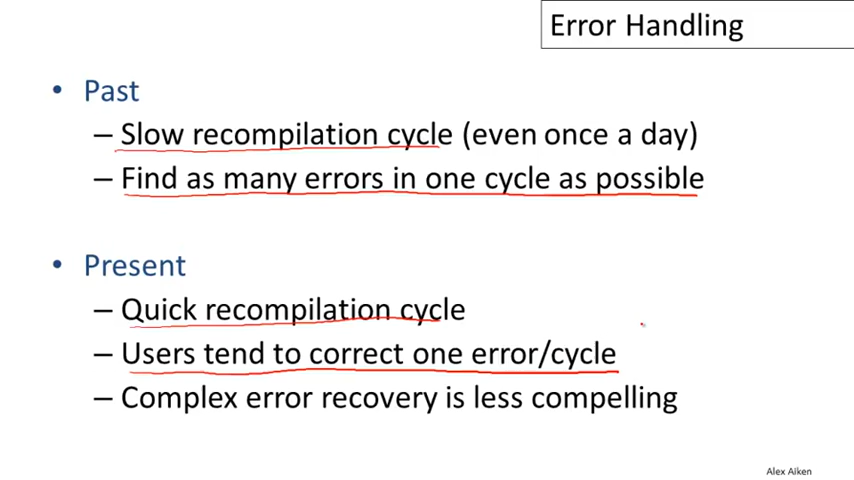 Error Handling
• Past
– Slow recompilation cycle (even once a day)
– Find as many errors in one cycle as possible
• Present
– Quick recompilation cycle
– Users tend to correct one error/cycle
– Complex error recovery is less compelling
Alex Aiken